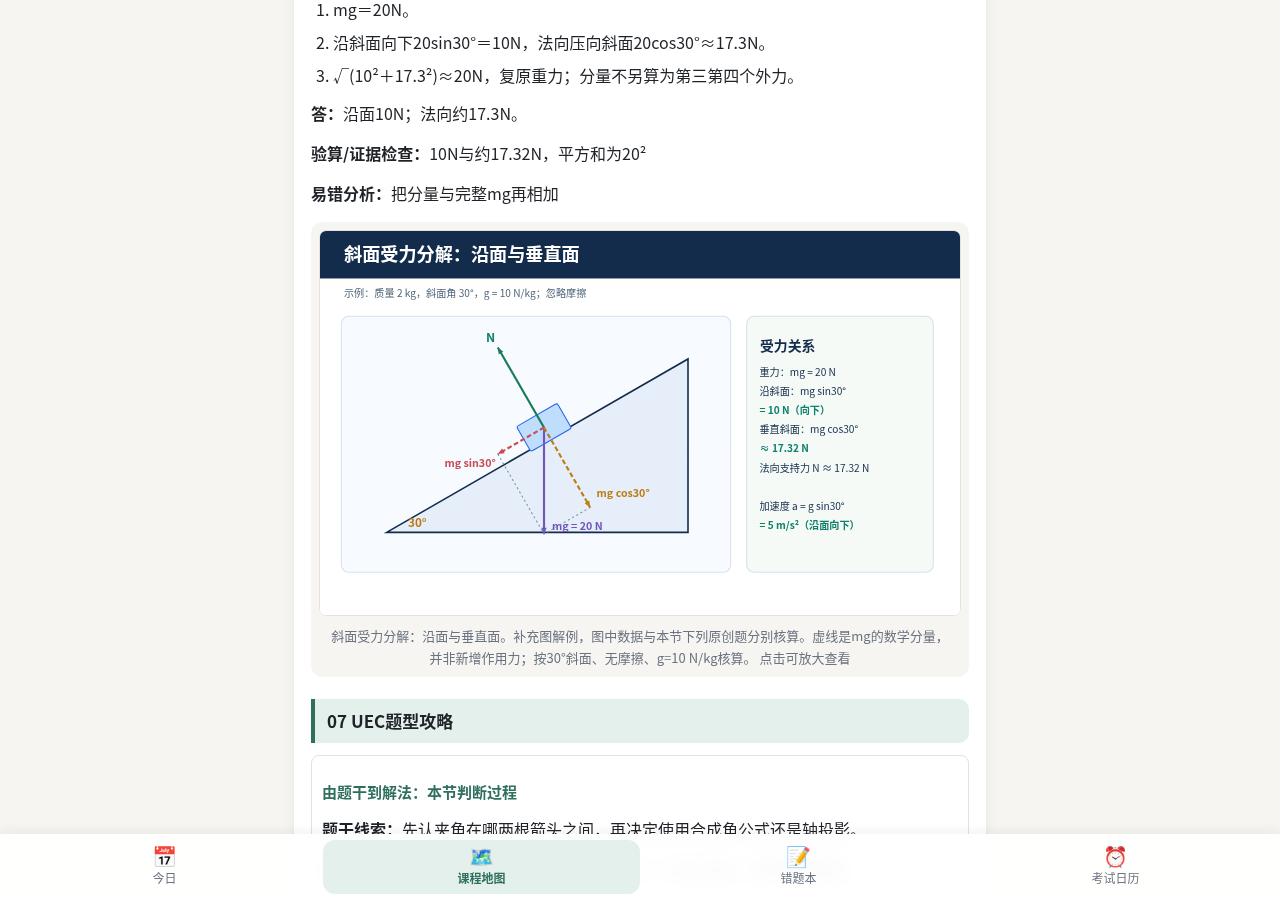 1. mg＝20N。
2. 沿斜面向下20sin30°＝10N，法向压向斜面20cos30°≈17.3N。
3. √(10²＋17.3²)≈20N，复原重力；分量不另算为第三第四个外力。
答：沿面10N；法向约17.3N。
验算/证据检查：10N与约17.32N，平方和为20²
易错分析：把分量与完整mg再相加
斜面受力分解：沿面与垂直面
示例：质量 2 kg，斜面角 30°，g = 10 N/kg；忽略摩擦
N
mg sin30°
mg cos30°
30°
mg = 20 N
受力关系
重力：mg = 20 N
沿斜面：mg sin30°
= 10 N（向下）
垂直斜面：mg cos30°
≈ 17.32 N
法向支持力 N ≈ 17.32 N
加速度 a = g sin30°
= 5 m/s²（沿面向下）
斜面受力分解：沿面与垂直面。补充图解例，图中数据与本节下列原创题分别核算。虚线是mg的数学分量，
并非新增作用力；按30°斜面、无摩擦、g=10 N/kg核算。 点击可放大查看
07 UEC题型攻略
由题干到解法：本节判断过程
题干线索：先认夹角在哪两根箭头之间，再决定使用合成角公式还是轴投影。
今日
课程地图
错题本
考试日历